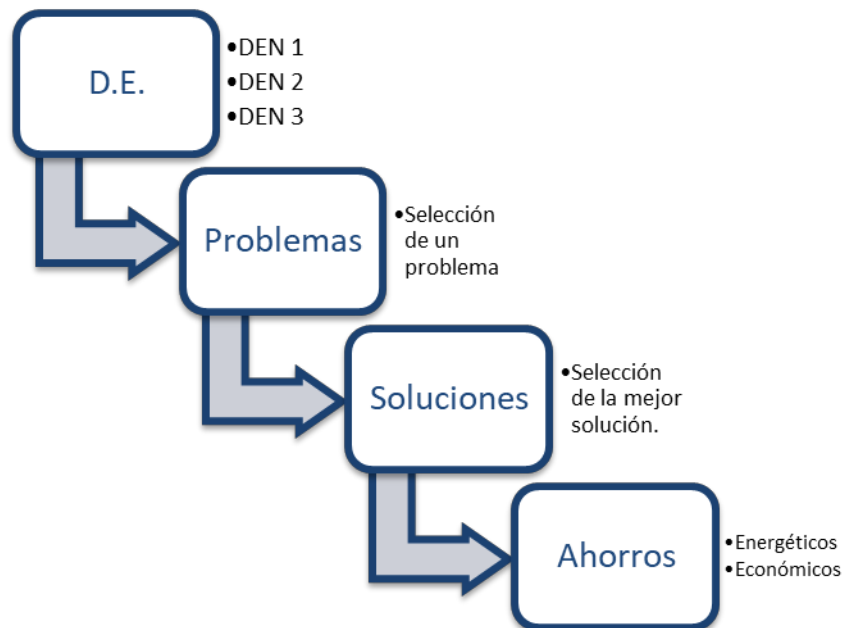 D.E.
•DEN 1
•DEN 2
•DEN 3
Problemas
•Selección
de un
problema
Soluciones
•Selección
de la mejor
solución.
Ahorros
•Energéticos
•Económicos